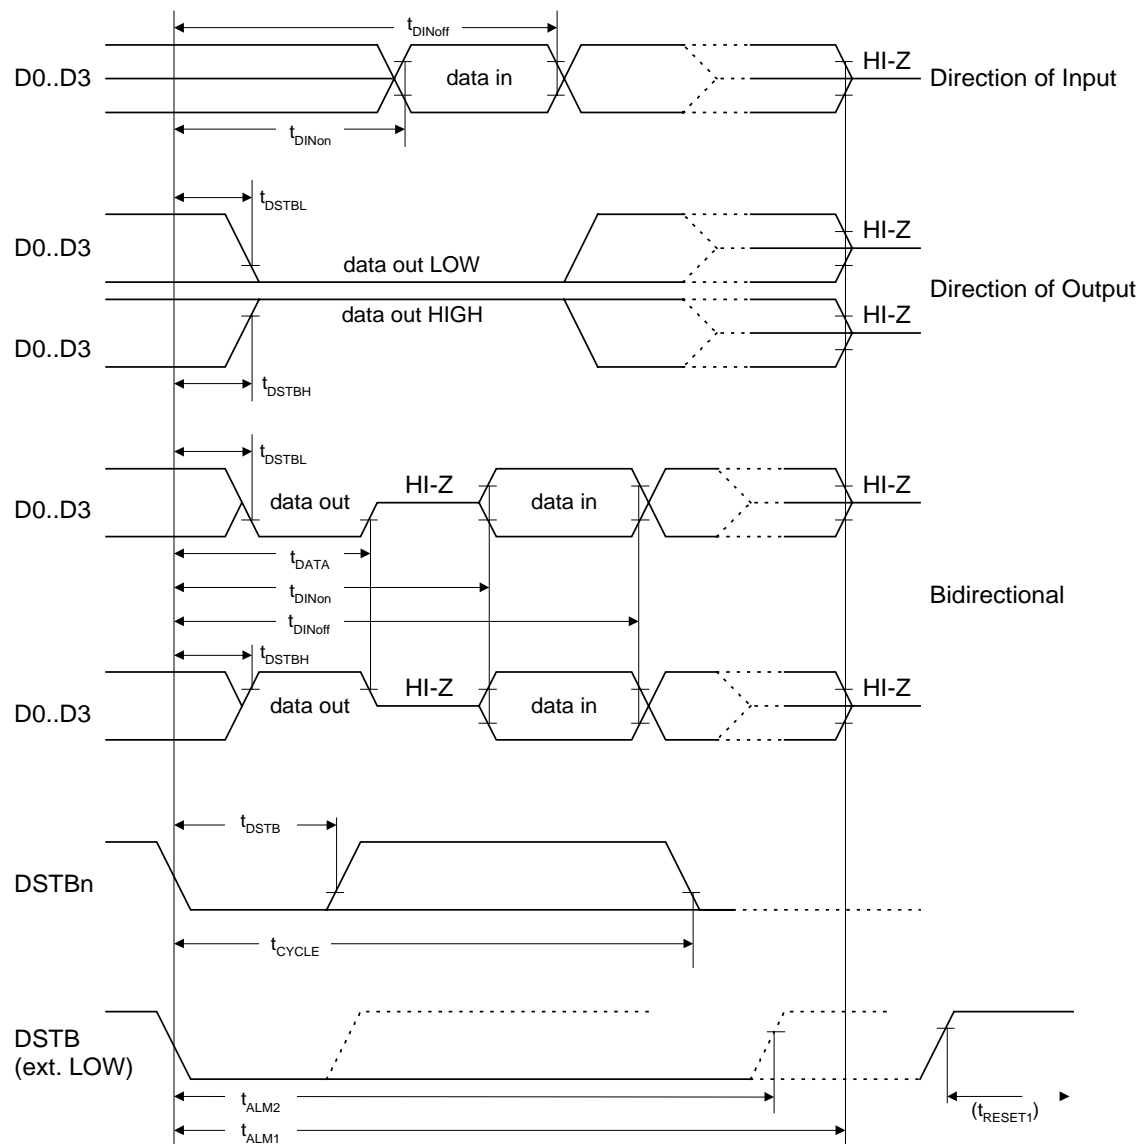 tDINoff
D0..D3
data in
HI-Z
Direction of Input
tDINon
tDSTBL
D0..D3
data out LOW
HI-Z
Direction of Output
data out HIGH
HI-Z
D0..D3
tDSTBH
tDSTBL
D0..D3
data out
HI-Z
data in
HI-Z
tDATA
tDINon
Bidirectional
tDINoff
tDSTBH
D0..D3
data out
HI-Z
data in
HI-Z
tDSTB
DSTBn
tCYCLE
DSTB
(ext. LOW)
tALM2
(tRESET1)
tALM1